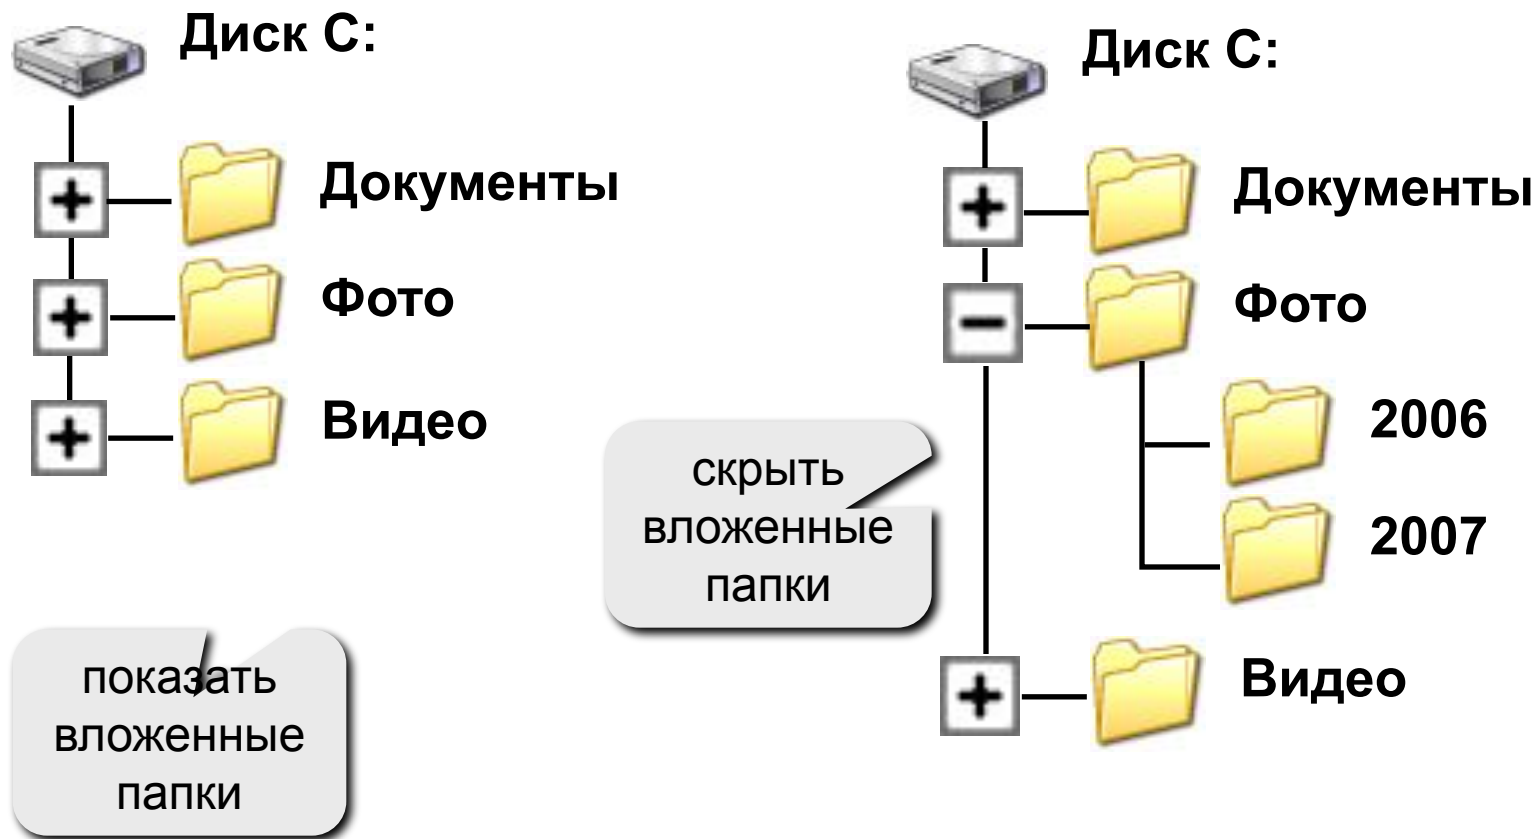 Диск C:
Документы
Фото
Видео
показать
вложенные
папки
Диск C:
Документы
Фото
2006
2007
скрыть
вложенные
папки
Видео